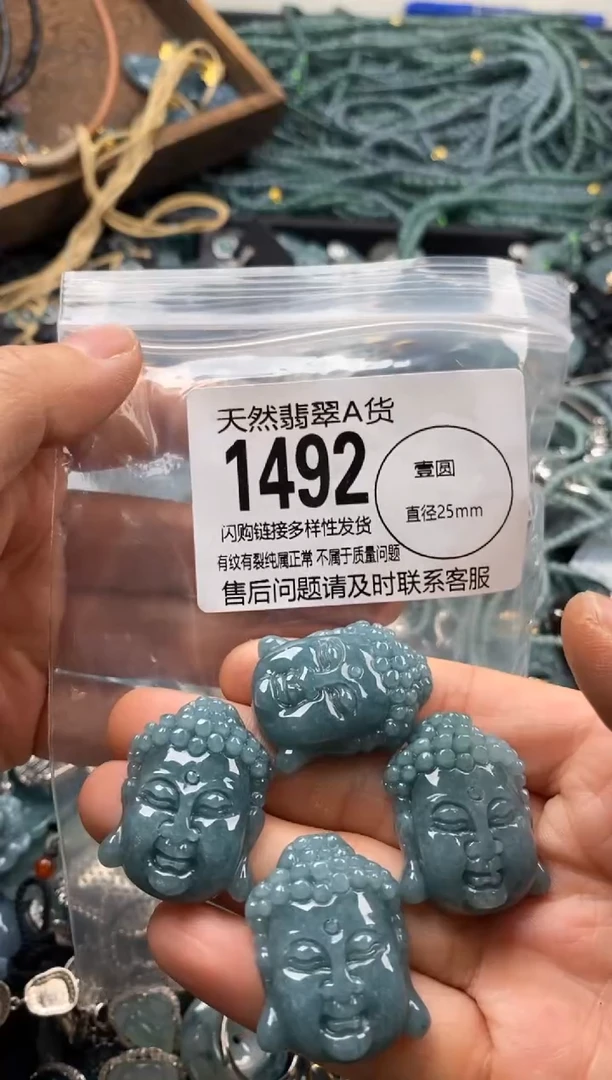 天然翡翠A货
1492
闪购链接多样性发货
有纹有裂纯属正常 不属于质量问题
售后问题请及时联系客服
壹圆
直径25mm